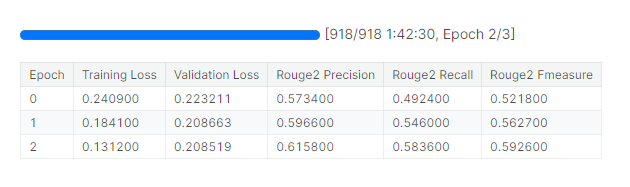 [918/918 1:42:30, Epoch 2/3]
Epoch Training Loss Validation Loss Rouge2 Precision Rouge2 Recall Rouge2 Fmeasure
0 0.240900 0.223211 0.573400 0.492400 0.521800
1 0.184100 0.208663 0.596600 0.546000 0.562700
2 0.131200 0.208519 0.615800 0.583600 0.592600